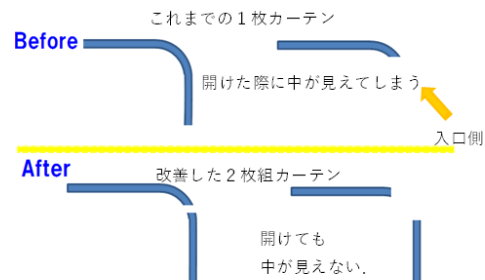 これまでの１枚カーテン
Before
開けた際に中が見えてしまう
入口側
After
改善した２枚組カーテン
開けても
中が見えない．